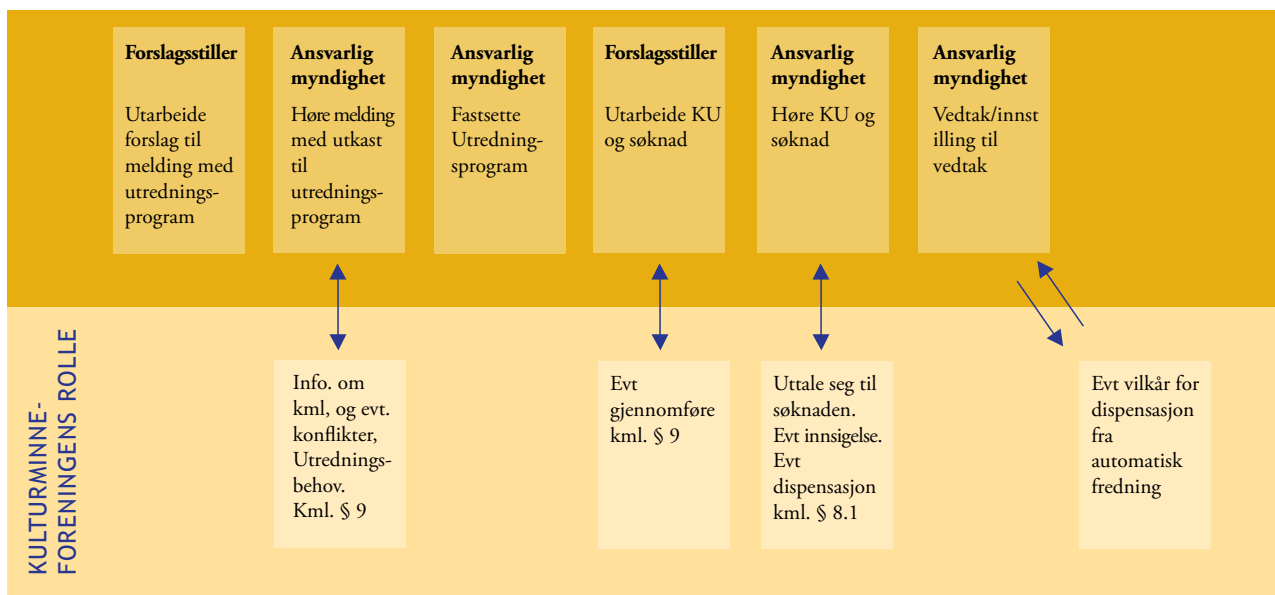 Forslagsstiller
Utarbeide
forslag til
melding med
utrednings-
program
Ansvarlig
myndighet
Høre melding
med utkast
til
utrednings-
program
Ansvarlig
myndighet
Fastsette
Utrednin-
gsprogram
Forslagsstiller
Utarbeide KU
og søknad
Ansvarlig
myndighet
Høre KU og
søknad
Ansvarlig
myndighet
Vedtak/innst
illing til
vedtak
KULTURMINNE-
FORENINGENS ROLLE
Info. om
kml, og evt.
konflikter,
Utrednings-
behov.
Kml. § 9
Evt
gjennomføre
kml. § 9
Uttale seg til
søknaden.
Evt innsigelse.
Evt
dispensasjon
kml. § 8.1
Evt vilkår for
dispensasjon
fra
automatisk
fredning